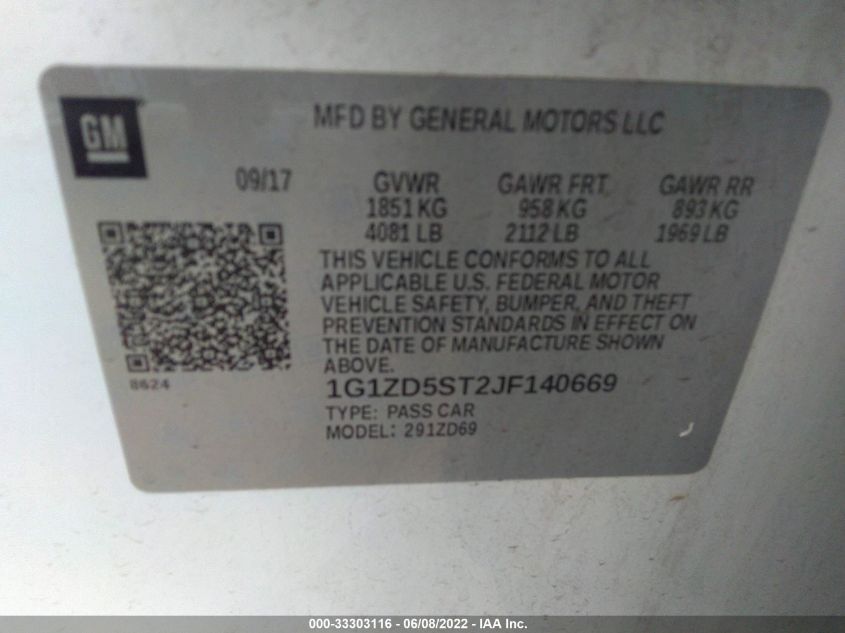 GM
MFD BY GENERAL MOTORS LLC
09/17 GVWR GAWR FRT GAWR RR
1851 KG 958 KG 893 KG
4081 LB 2112 LB 1969 LB
THIS VEHICLE CONFORMS TO ALL
APPLICABLE U.S. FEDERAL MOTOR
VEHICLE SAFETY, BUMPER, AND THEFT
PREVENTION STANDARDS IN EFFECT ON
THE DATE OF MANUFACTURE SHOWN
ABOVE.
8624
1G1ZD5ST2JF140669
TYPE: PASS CAR
MODEL: 291ZD69
000-33303116 - 06/08/2022 - IAA Inc.